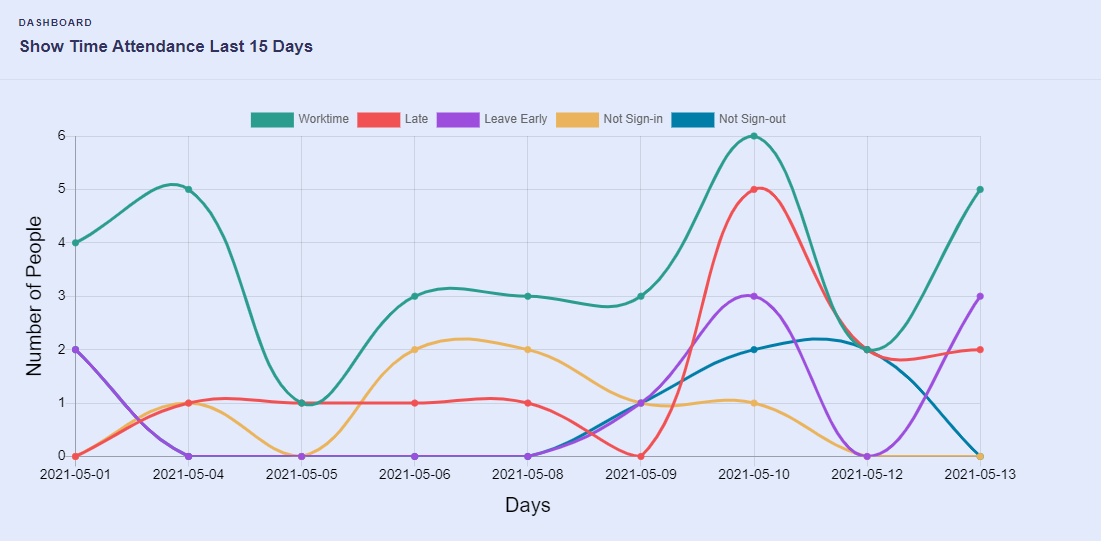 DASHBOARD
Show Time Attendance Last 15 Days
Worktime Late Leave Early Not Sign-in Not Sign-out
6
5
4
3
2
1
0
Number of People
2021-05-01 2021-05-04 2021-05-05 2021-05-06 2021-05-08 2021-05-09 2021-05-10 2021-05-12 2021-05-13
Days